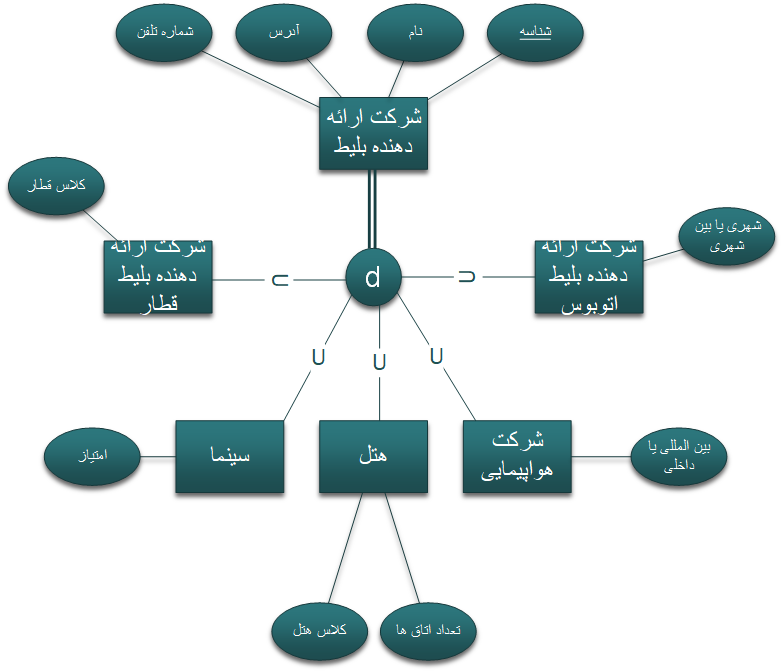 شناسه
نام
آدرس
شماره تلفن
شرکت ارائه
دهنده بلیط
کلاس قطار
شهری یا بین
شهری
شرکت ارائه
دهنده بلیط
قطار
d
شرکت ارائه
دهنده بلیط
اتوبوس
U
U
U
U
U
امتیاز
سینما
هتل
شرکت
هواپیمایی
بین المللی یا
داخلی
کلاس هتل
تعداد اتاق ها